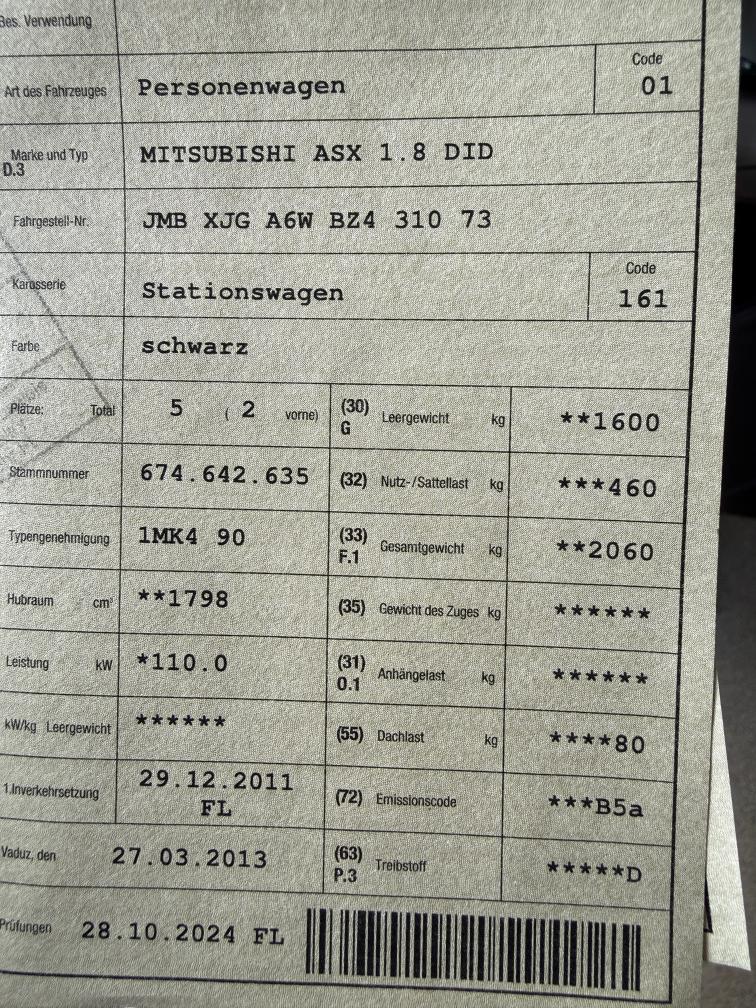 Bes. Verwendung
Art des Fahrzeuges Personenwagen Code 01
Marke und Typ D.3 MITSUBISHI ASX 1.8 DID
Fahrgestell-Nr. JMB XJG A6W BZ4 310 73
Karosserie Stationswagen Code 161
Farbe schwarz
Plätze: Total 5 ( 2 vorne) (30) G Leergewicht kg **1600
Stammnummer 674.642.635 (32) Nutz-/Sattellast kg ***460
Typengenehmigung 1MK4 90 (33) F.1 Gesamtgewicht kg **2060
Hubraum cm³ **1798 (35) Gewicht des Zuges kg ******
Leistung kW *110.0 (31) O.1 Anhängelast kg ******
kW/kg Leergewicht ****** (55) Dachlast kg ****80
1.Inverkehrsetzung 29.12.2011 FL (72) Emissionscode ***B5a
Vaduz, den 27.03.2013 (63) P.3 Treibstoff *****D
Prüfungen 28.10.2024 FL